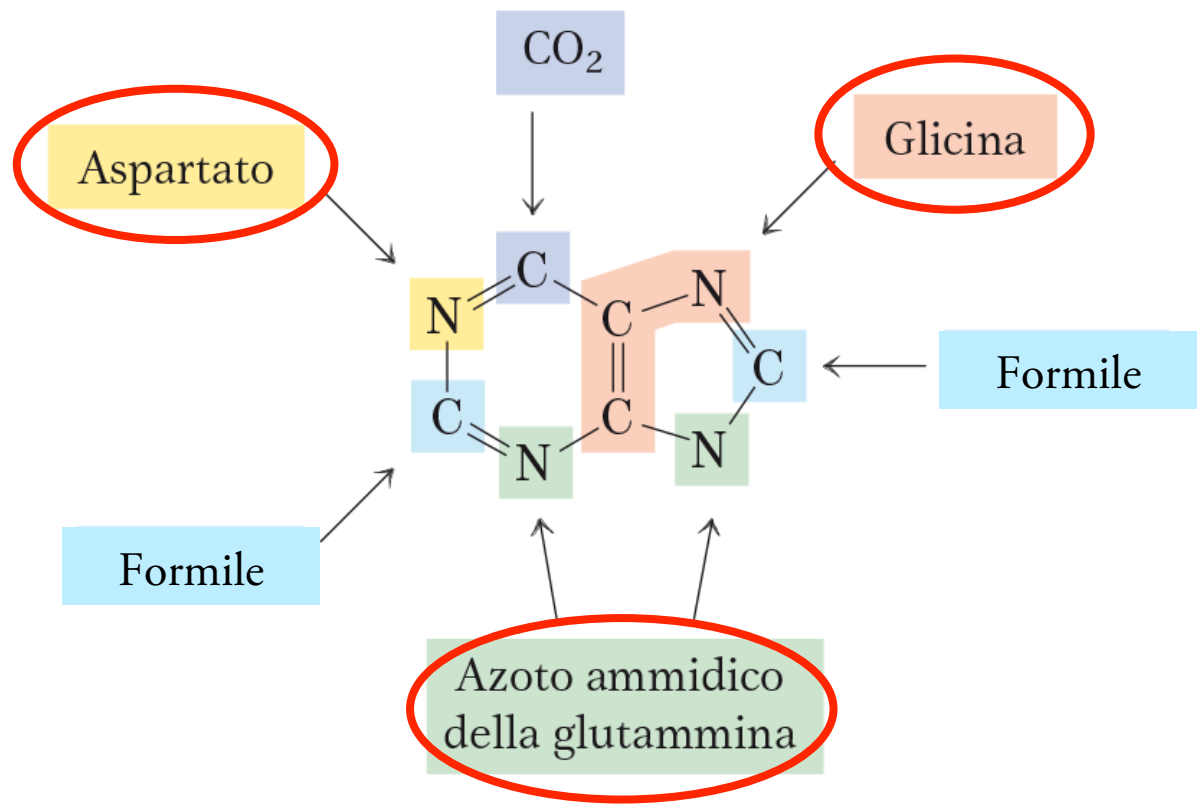 CO₂
Aspartato
Glicina
C
N
N
C
C
Formile
C
C
N
N
Formile
Azoto ammidico
della glutammina